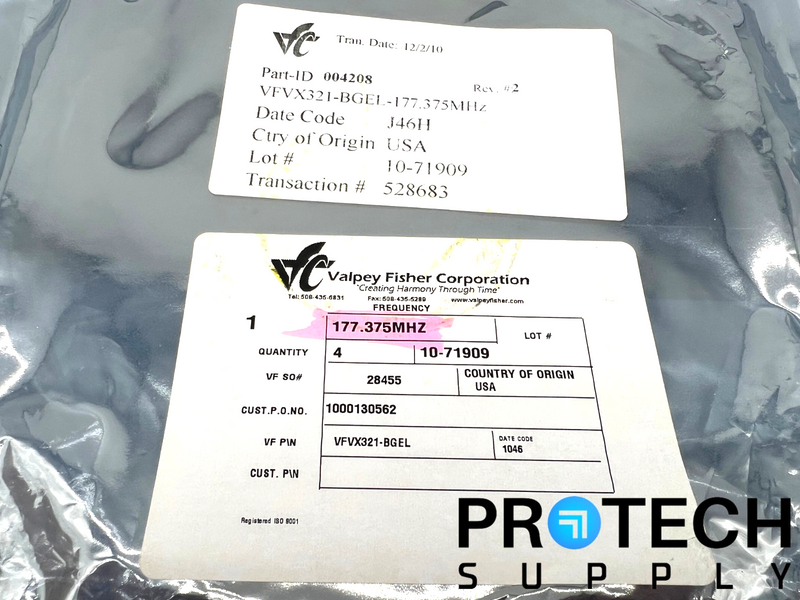 VFC
Tran. Date: 12/2/10
Part-ID 004208 Rev. #2
VFVX321-BGEL-177.375MHz
Date Code J46H
Ctry of Origin USA
Lot # 10-71909
Transaction # 528683
VFC Valpey Fisher Corporation
"Creating Harmony Through Time"
Tel: 508-435-6831 Fax: 508-435-5289 www.valpeyfisher.com
FREQUENCY
1 177.375MHZ LOT #
QUANTITY 4 10-71909
VF SO# 28455 COUNTRY OF ORIGIN
USA
CUST.P.O.NO. 1000130562
VF P\N VFVX321-BGEL DATE CODE
1046
CUST. P\N
Registered ISO 9001
PROTECH
SUPPLY